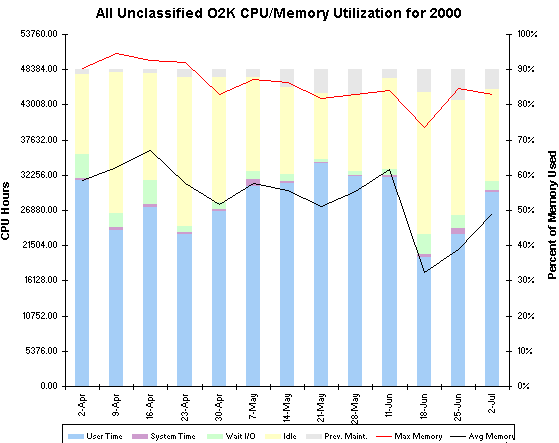 All Unclassified O2K CPU/Memory Utilization for 2000
CPU Hours
53760.00
48384.00
43008.00
37632.00
32256.00
26880.00
21504.00
16128.00
10752.00
5376.00
0.00
100%
90%
80%
70%
60%
50%
40%
30%
20%
10%
0%
Percent of Memory Used
2-Apr
9-Apr
16-Apr
23-Apr
30-Apr
7-May
14-May
21-May
28-May
11-Jun
18-Jun
25-Jun
2-Jul
User Time System Time Wait I/O Idle Prev. Maint. Max Memory Avg Memory